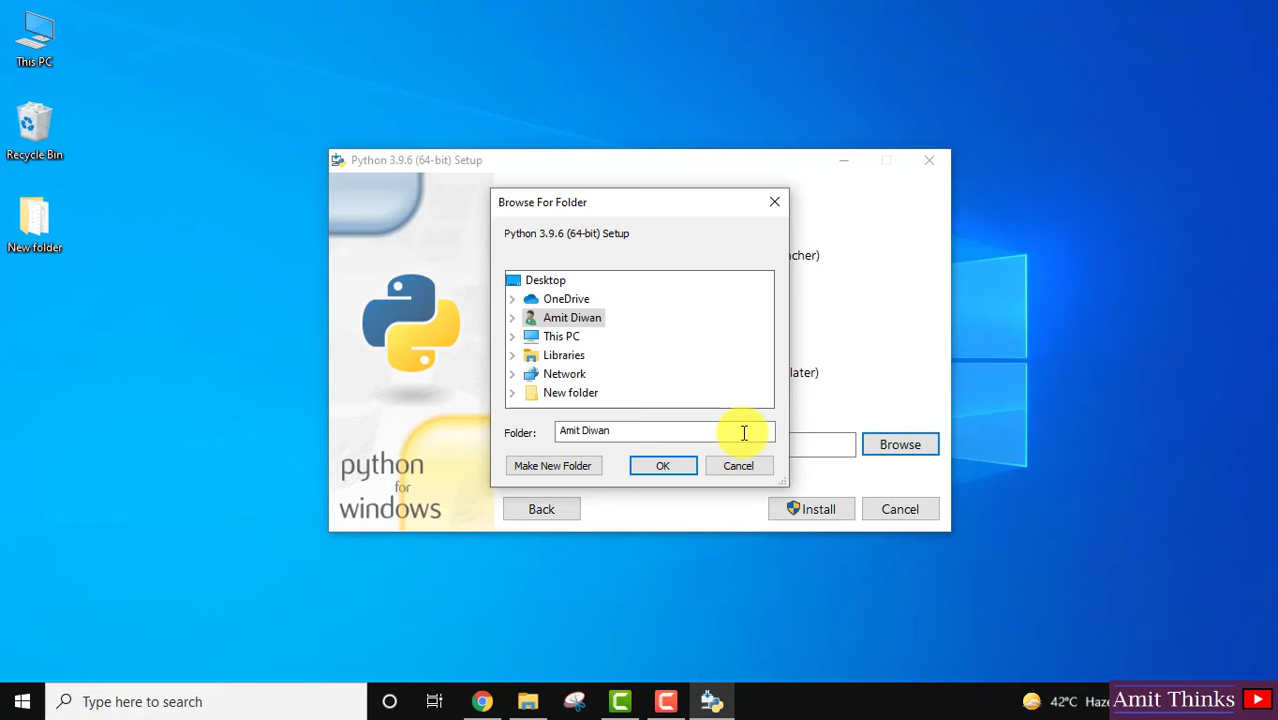 This PC
Recycle Bin
New folder
Python 3.9.6 (64-bit) Setup
Browse For Folder
Python 3.9.6 (64-bit) Setup
Desktop
OneDrive
Amit Diwan
This PC
Libraries
Network
New folder
Folder: Amit Diwan
Make New Folder OK Cancel
ncher)
later)
Browse
Back Install Cancel
python
for
windows
Type here to search
42°C Haze
Amit Thinks